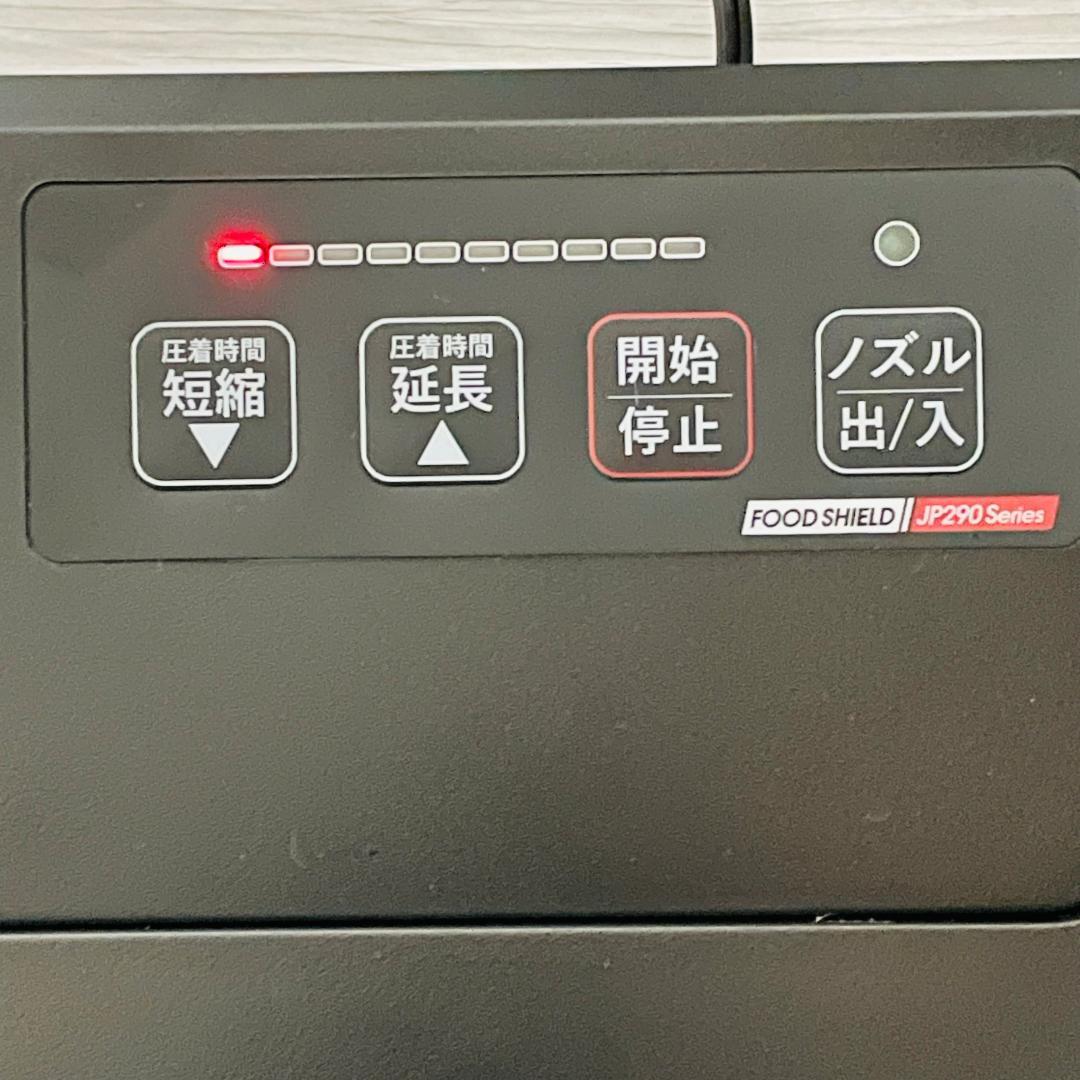 圧着時間
短縮
▼
圧着時間
延長
▲
開始
停止
ノズル
出/入
FOOD SHIELD JP290 Series